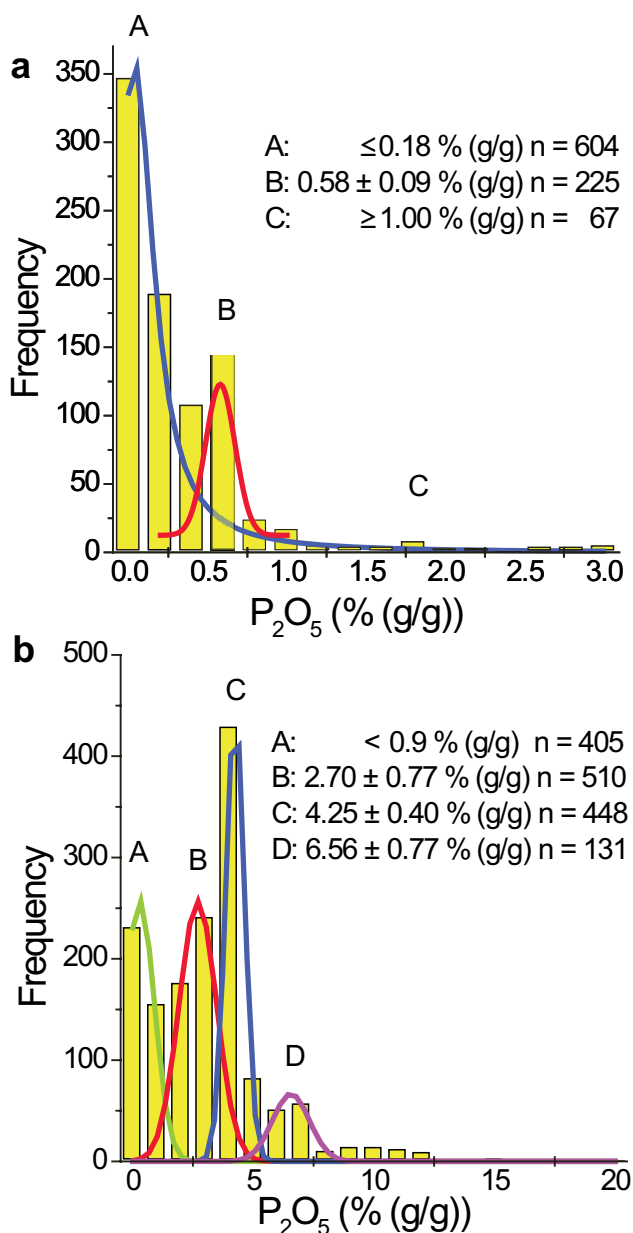 a
A
350
A: ≤0.18 % (g/g) n = 604
300
B: 0.58 ± 0.09 % (g/g) n = 225
250
C: ≥1.00 % (g/g) n = 67
Frequency
200
B
150
100
C
50
0
0.0 0.5 1.0 1.5 2.0 2.5 3.0
P₂O₅ (% (g/g))
b
500
C
A: < 0.9 % (g/g) n = 405
400
B: 2.70 ± 0.77 % (g/g) n = 510
C: 4.25 ± 0.40 % (g/g) n = 448
A B
D: 6.56 ± 0.77 % (g/g) n = 131
300
Frequency
200
D
100
0
0 5 10 15 20
P₂O₅ (% (g/g))